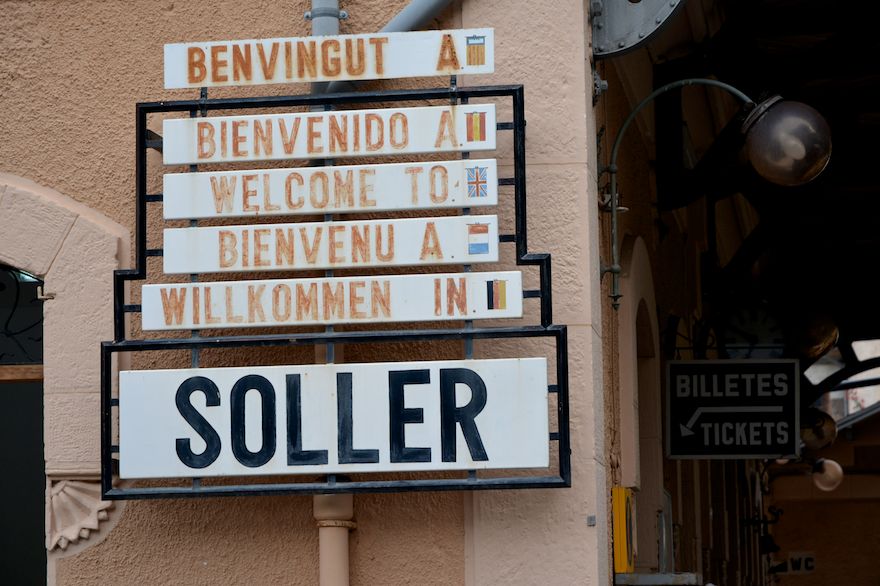 BENVINGUT A.
BIENVENIDO A.
WELCOME TO.
BIENVENU A.
WILLKOMMEN IN.
SOLLER
BILLETES
TICKETS
WC